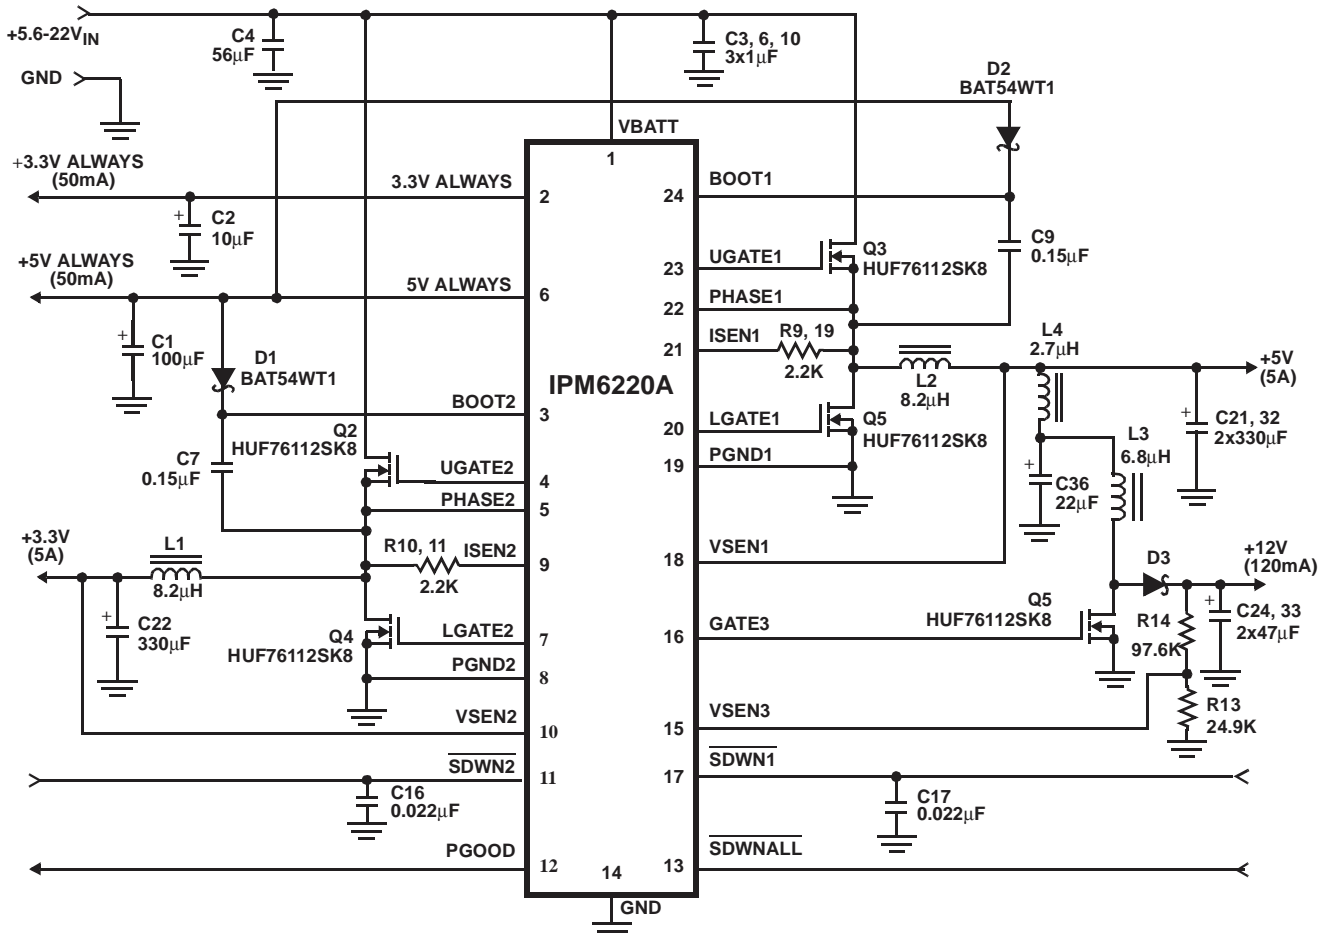 +5.6-22VIN
C4
56µF
C3, 6, 10
3x1µF
GND
D2
BAT54WT1
VBATT
1
+3.3V ALWAYS
(50mA)
3.3V ALWAYS
2
24
BOOT1
+
C2
10µF
C9
0.15µF
UGATE1
23
Q3
HUF76112SK8
+5V ALWAYS
(50mA)
5V ALWAYS
6
22
PHASE1
+
C1
100µF
ISEN1
21
R9, 19
2.2K
L4
2.7µH
D1
BAT54WT1
IPM6220A
L2
8.2µH
+5V
(5A)
BOOT2
3
LGATE1
20
Q5
HUF76112SK8
+
C21, 32
2x330µF
Q2
HUF76112SK8
PGND1
19
L3
6.8µH
C7
0.15µF
UGATE2
4
+
C36
22µF
PHASE2
5
+3.3V
(5A)
L1
8.2µH
R10, 11
2.2K
ISEN2
9
VSEN1
18
D3
+12V
(120mA)
+
C22
330µF
Q4
HUF76112SK8
LGATE2
7
GATE3
16
Q5
HUF76112SK8
R14
97.6K
+
C24, 33
2x47µF
PGND2
8
VSEN2
10
VSEN3
15
R13
24.9K
SDWN2
11
SDWN1
17
C16
0.022µF
C17
0.022µF
PGOOD
12
SDWNALL
13
14
GND